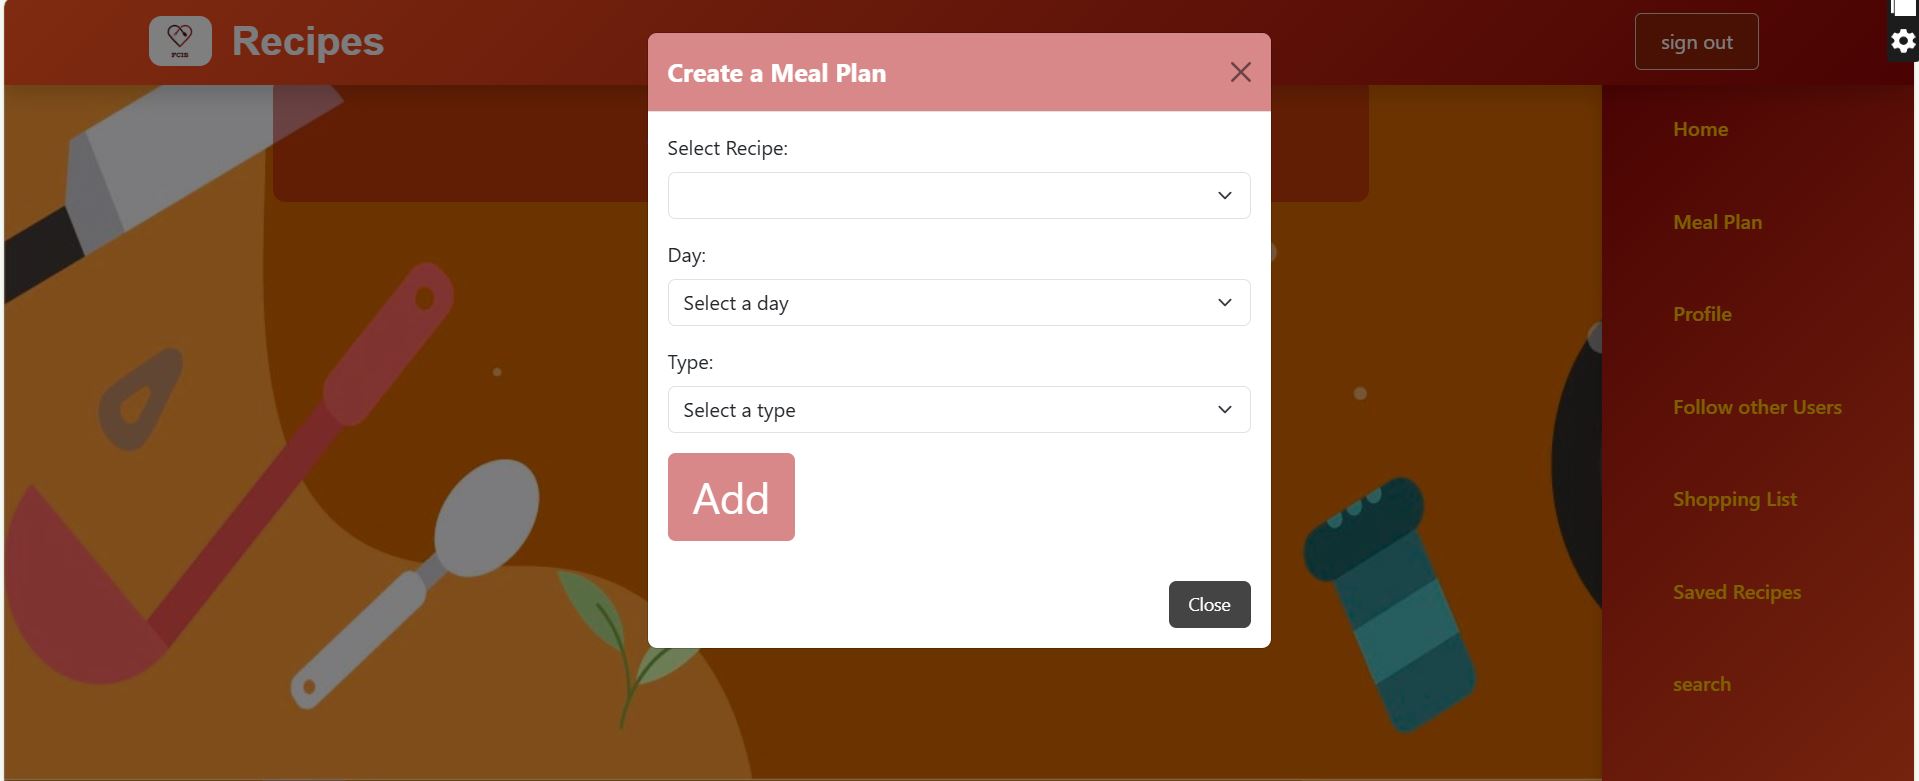 FCIS
Recipes
sign out
Create a Meal Plan
Select Recipe:
Day:
Select a day
Type:
Select a type
Add
Close
Home
Meal Plan
Profile
Follow other Users
Shopping List
Saved Recipes
search